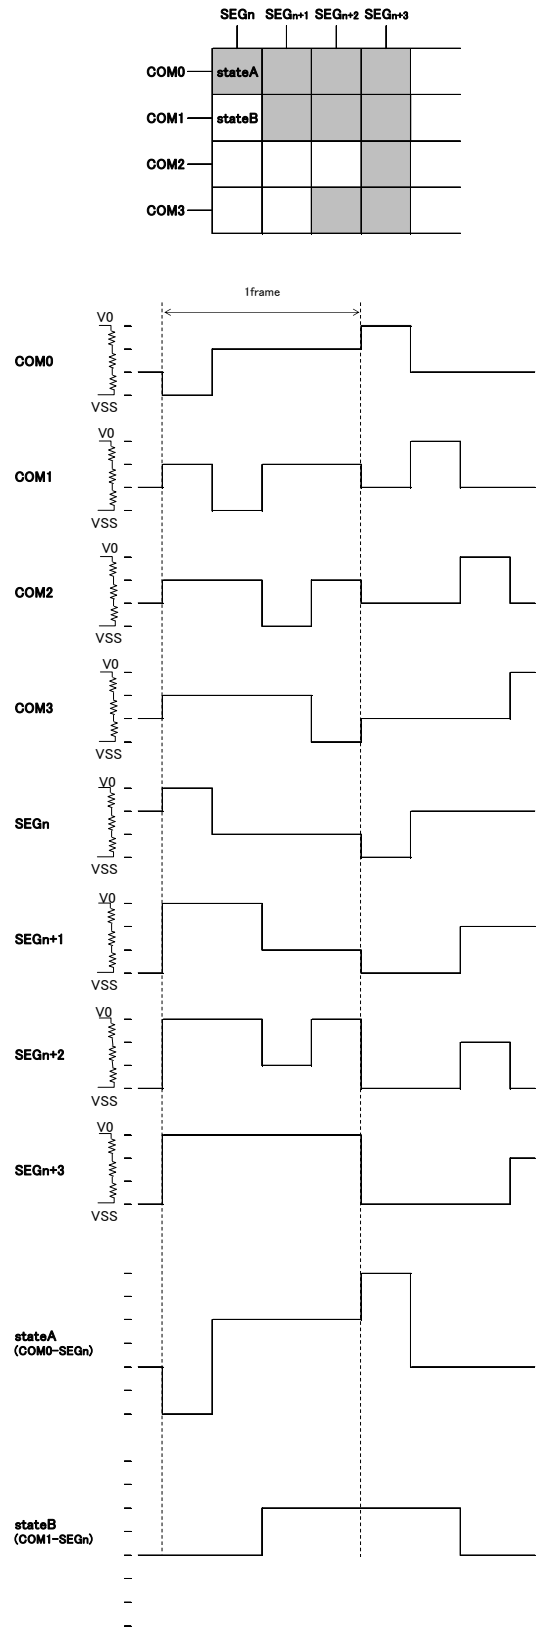 SEGn SEGn+1 SEGn+2 SEGn+3
COM0 stateA
COM1 stateB
COM2
COM3
1frame
V0
COM0
VSS
V0
COM1
VSS
V0
COM2
VSS
V0
COM3
VSS
V0
SEGn
VSS
V0
SEGn+1
VSS
V0
SEGn+2
VSS
V0
SEGn+3
VSS
stateA
(COM0-SEGn)
stateB
(COM1-SEGn)